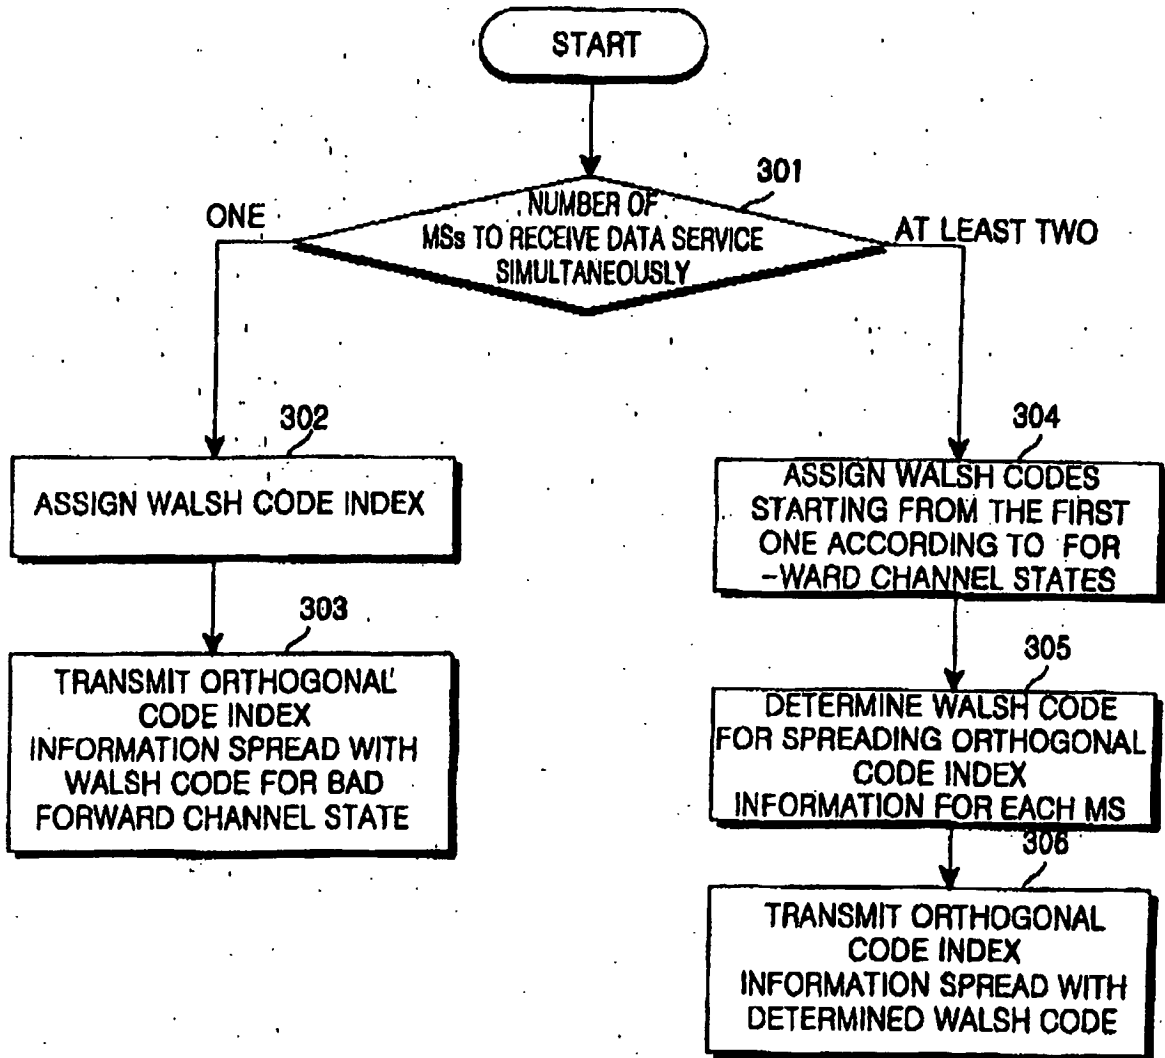 START
301
NUMBER OF
MSs TO RECEIVE DATA SERVICE
SIMULTANEOUSLY
ONE
AT LEAST TWO
302
ASSIGN WALSH CODE INDEX
303
TRANSMIT ORTHOGONAL
CODE INDEX
INFORMATION SPREAD WITH
WALSH CODE FOR BAD
FORWARD CHANNEL STATE
304
ASSIGN WALSH CODES
STARTING FROM THE FIRST
ONE ACCORDING TO FOR
-WARD CHANNEL STATES
305
DETERMINE WALSH CODE
FOR SPREADING ORTHOGONAL
CODE INDEX
INFORMATION FOR EACH MS
306
TRANSMIT ORTHOGONAL
CODE INDEX
INFORMATION SPREAD WITH
DETERMINED WALSH CODE